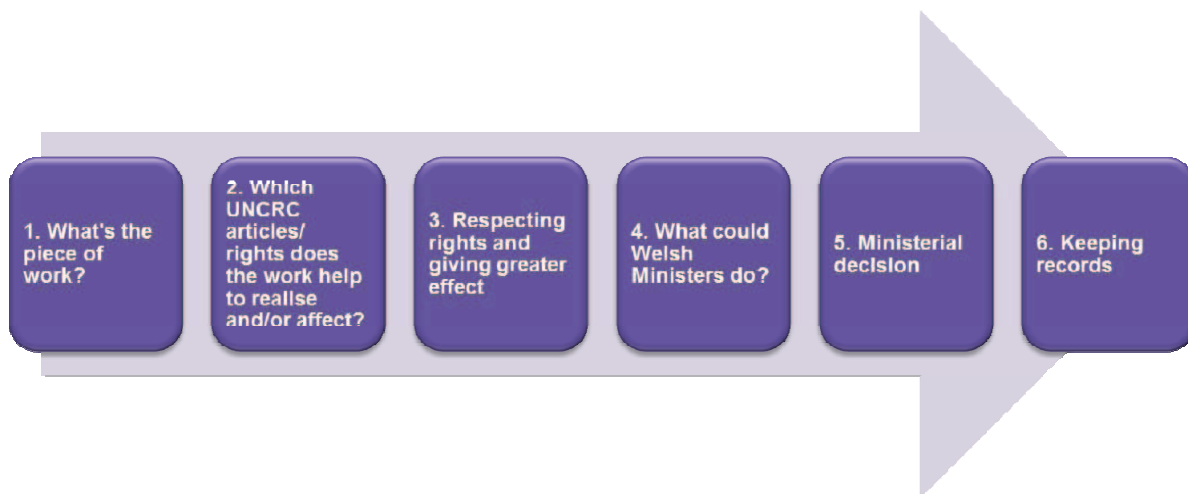 1. What's the
piece of
work?
2. Which
UNCRC
articles/
rights does
the work help
to realise
and/or affect?
3. Respecting
rights and
giving greater
effect
4. What could
Welsh
Ministers do?
5. Ministerial
decision
6. Keeping
records